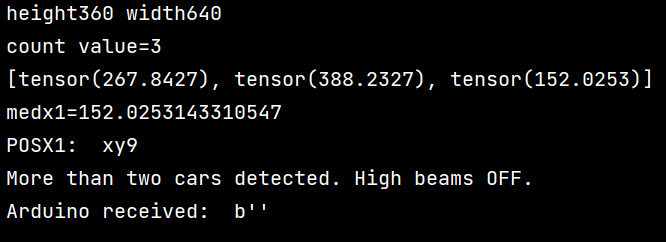 height360 width640
count value=3
[tensor(267.8427), tensor(388.2327), tensor(152.0253)]
medx1=152.0253143310547
POSX1:  xy9
More than two cars detected. High beams OFF.
Arduino received:  b''